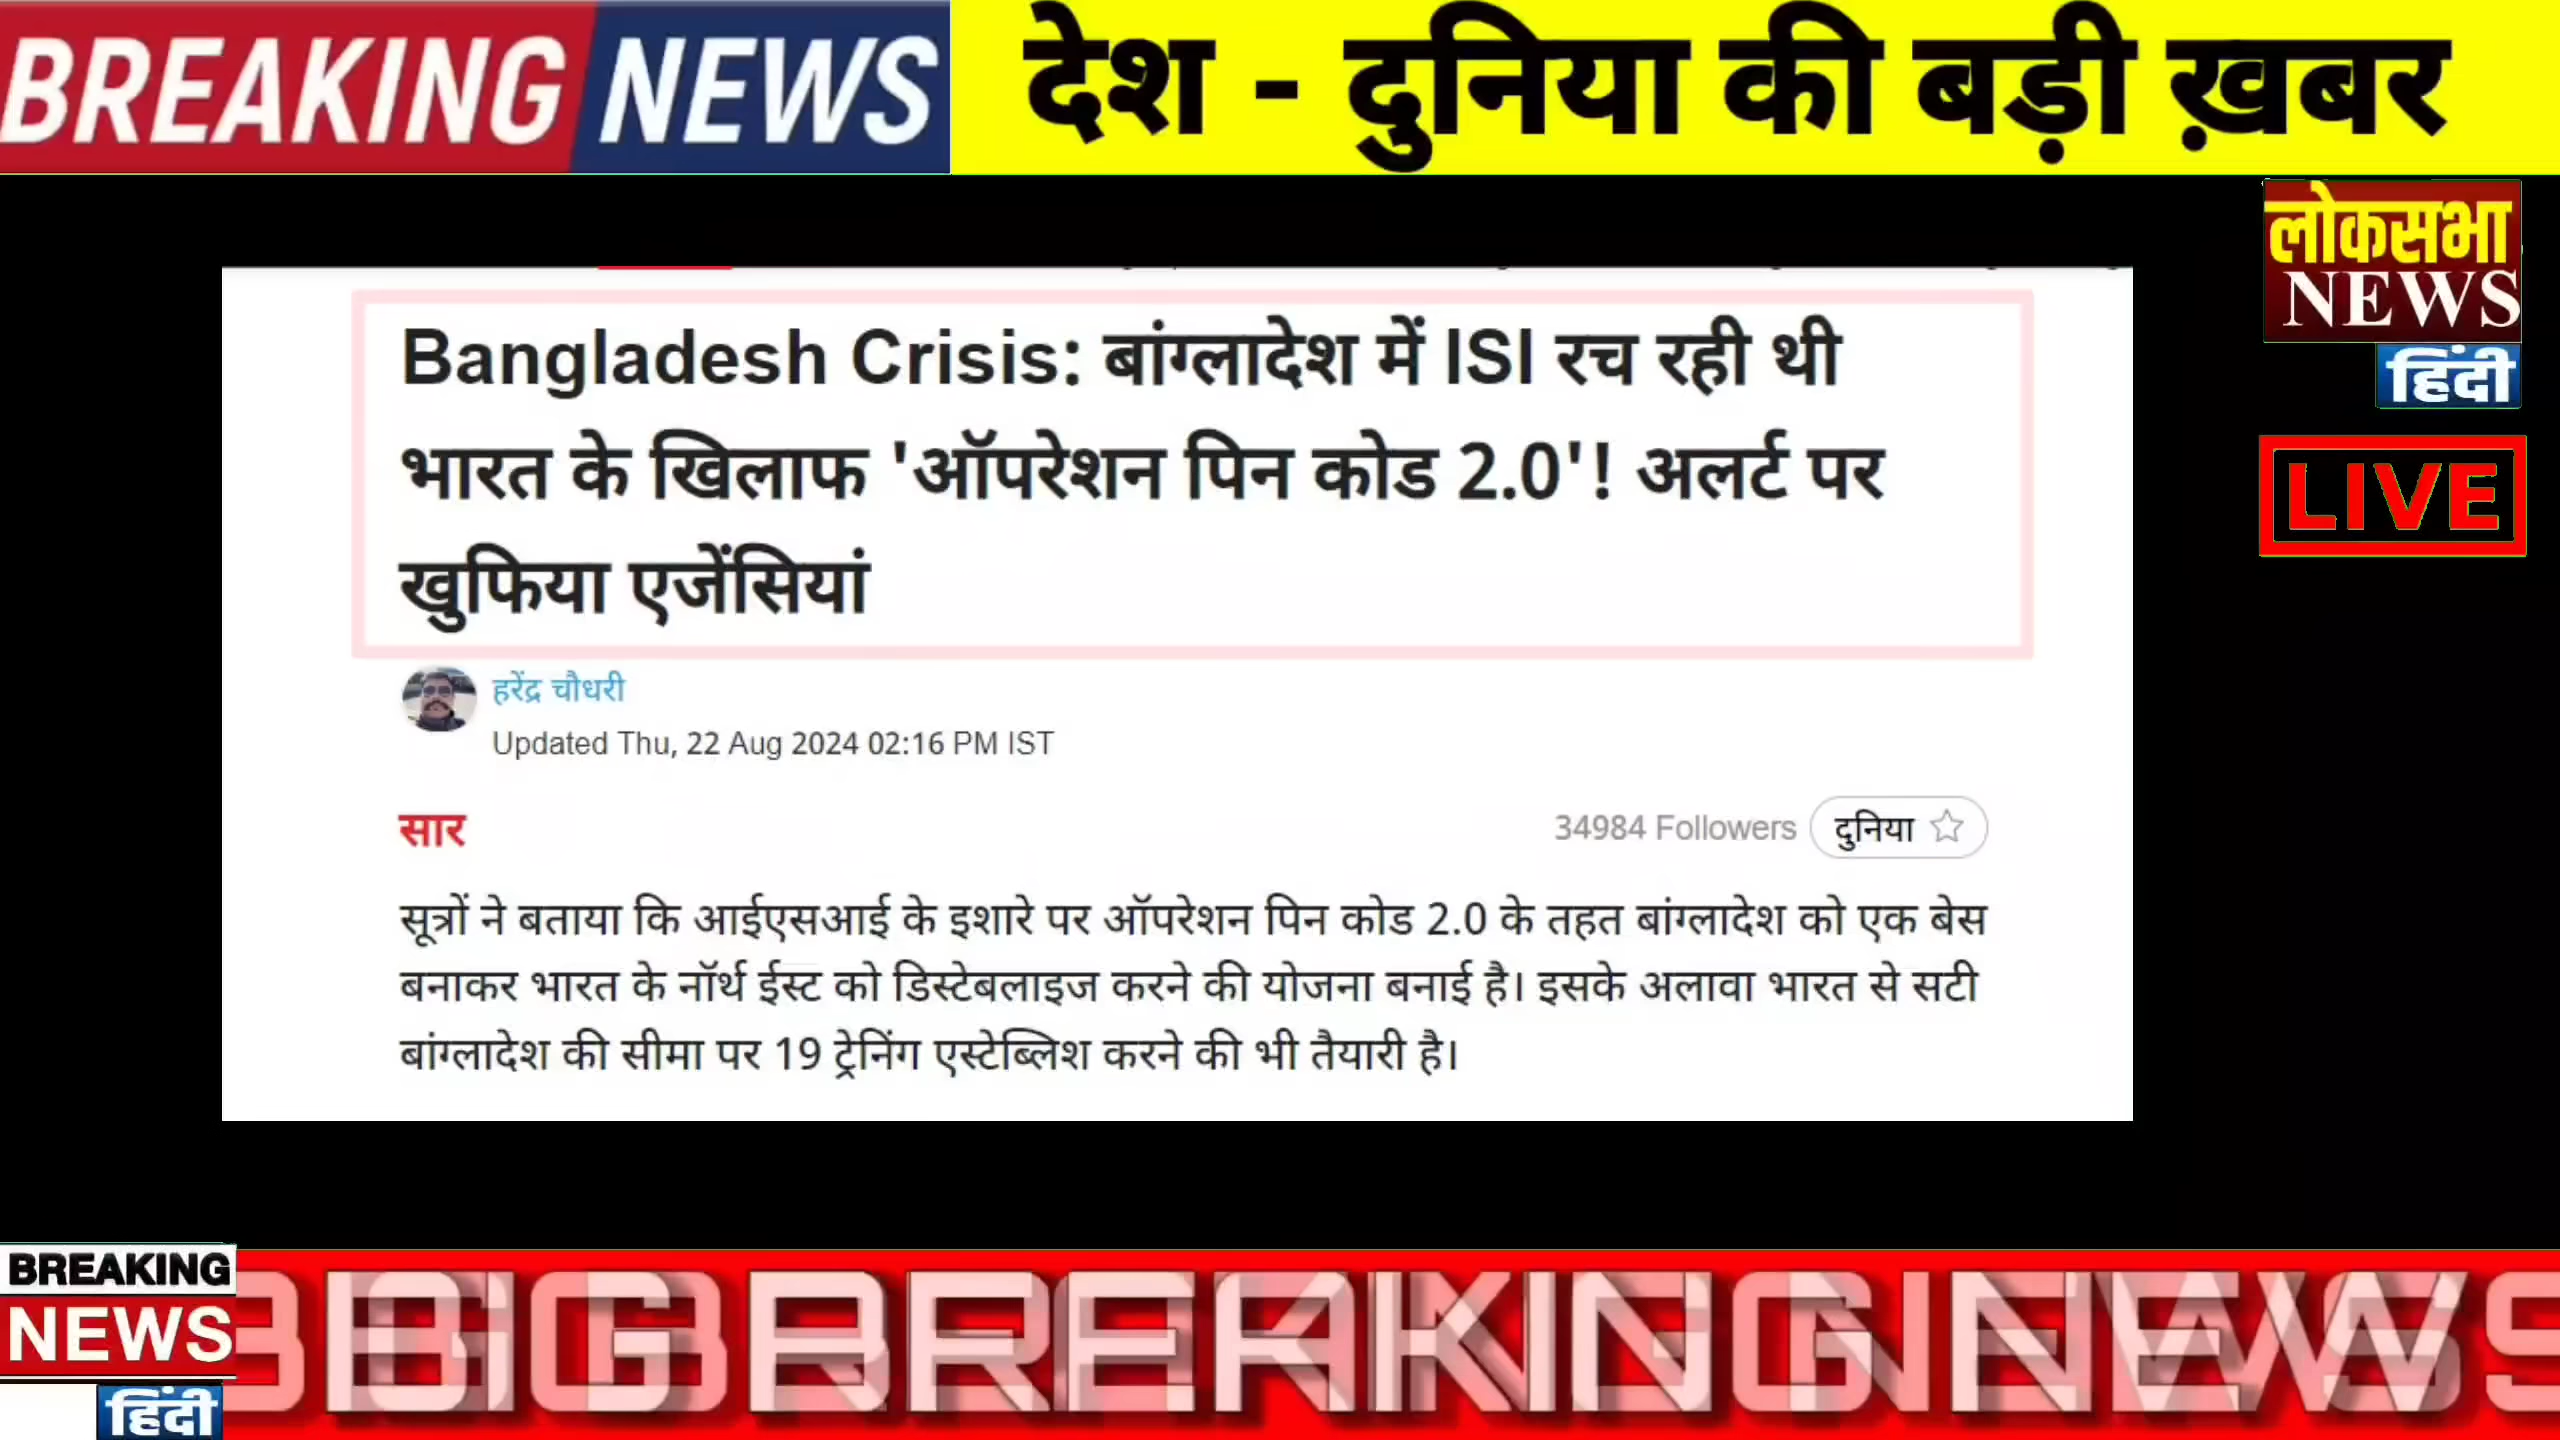 BREAKING NEWS देश - दुनिया की बड़ी ख़बर
लोकसभा
NEWS
हिंदी
LIVE
Bangladesh Crisis: बांग्लादेश में ISI रच रही थी
भारत के खिलाफ 'ऑपरेशन पिन कोड 2.0'! अलर्ट पर
खुफिया एजेंसियां
हरेंद्र चौधरी
Updated Thu, 22 Aug 2024 02:16 PM IST
सार
34984 Followers दुनिया
सूत्रों ने बताया कि आईएसआई के इशारे पर ऑपरेशन पिन कोड 2.0 के तहत बांग्लादेश को एक बेस
बनाकर भारत के नॉर्थ ईस्ट को डिस्टेबलाइज करने की योजना बनाई है। इसके अलावा भारत से सटी
बांग्लादेश की सीमा पर 19 ट्रेनिंग एस्टेब्लिश करने की भी तैयारी है।
BREAKING
NEWS
हिंदी
BIG BREAKING NEWS